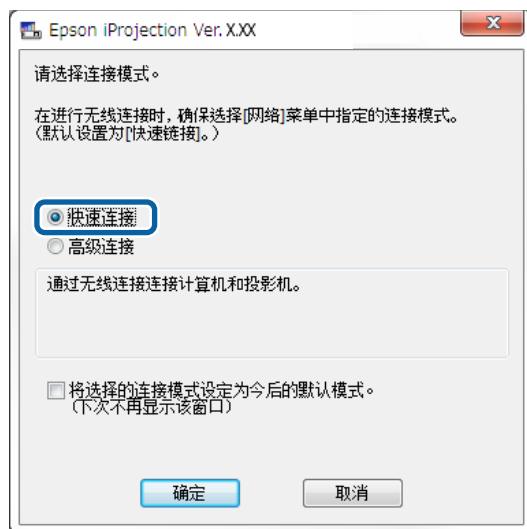 Epson iProjection Ver. X.XX
请选择连接模式。
在进行无线连接时，确保选择[网络]菜单中指定的连接模式。
(默认设置为[快速链接]。)
快速连接
高级连接
通过无线连接连接计算机和投影机。
将选择的连接模式设定为今后的默认模式。
(下次不再显示该窗口)
确定
取消